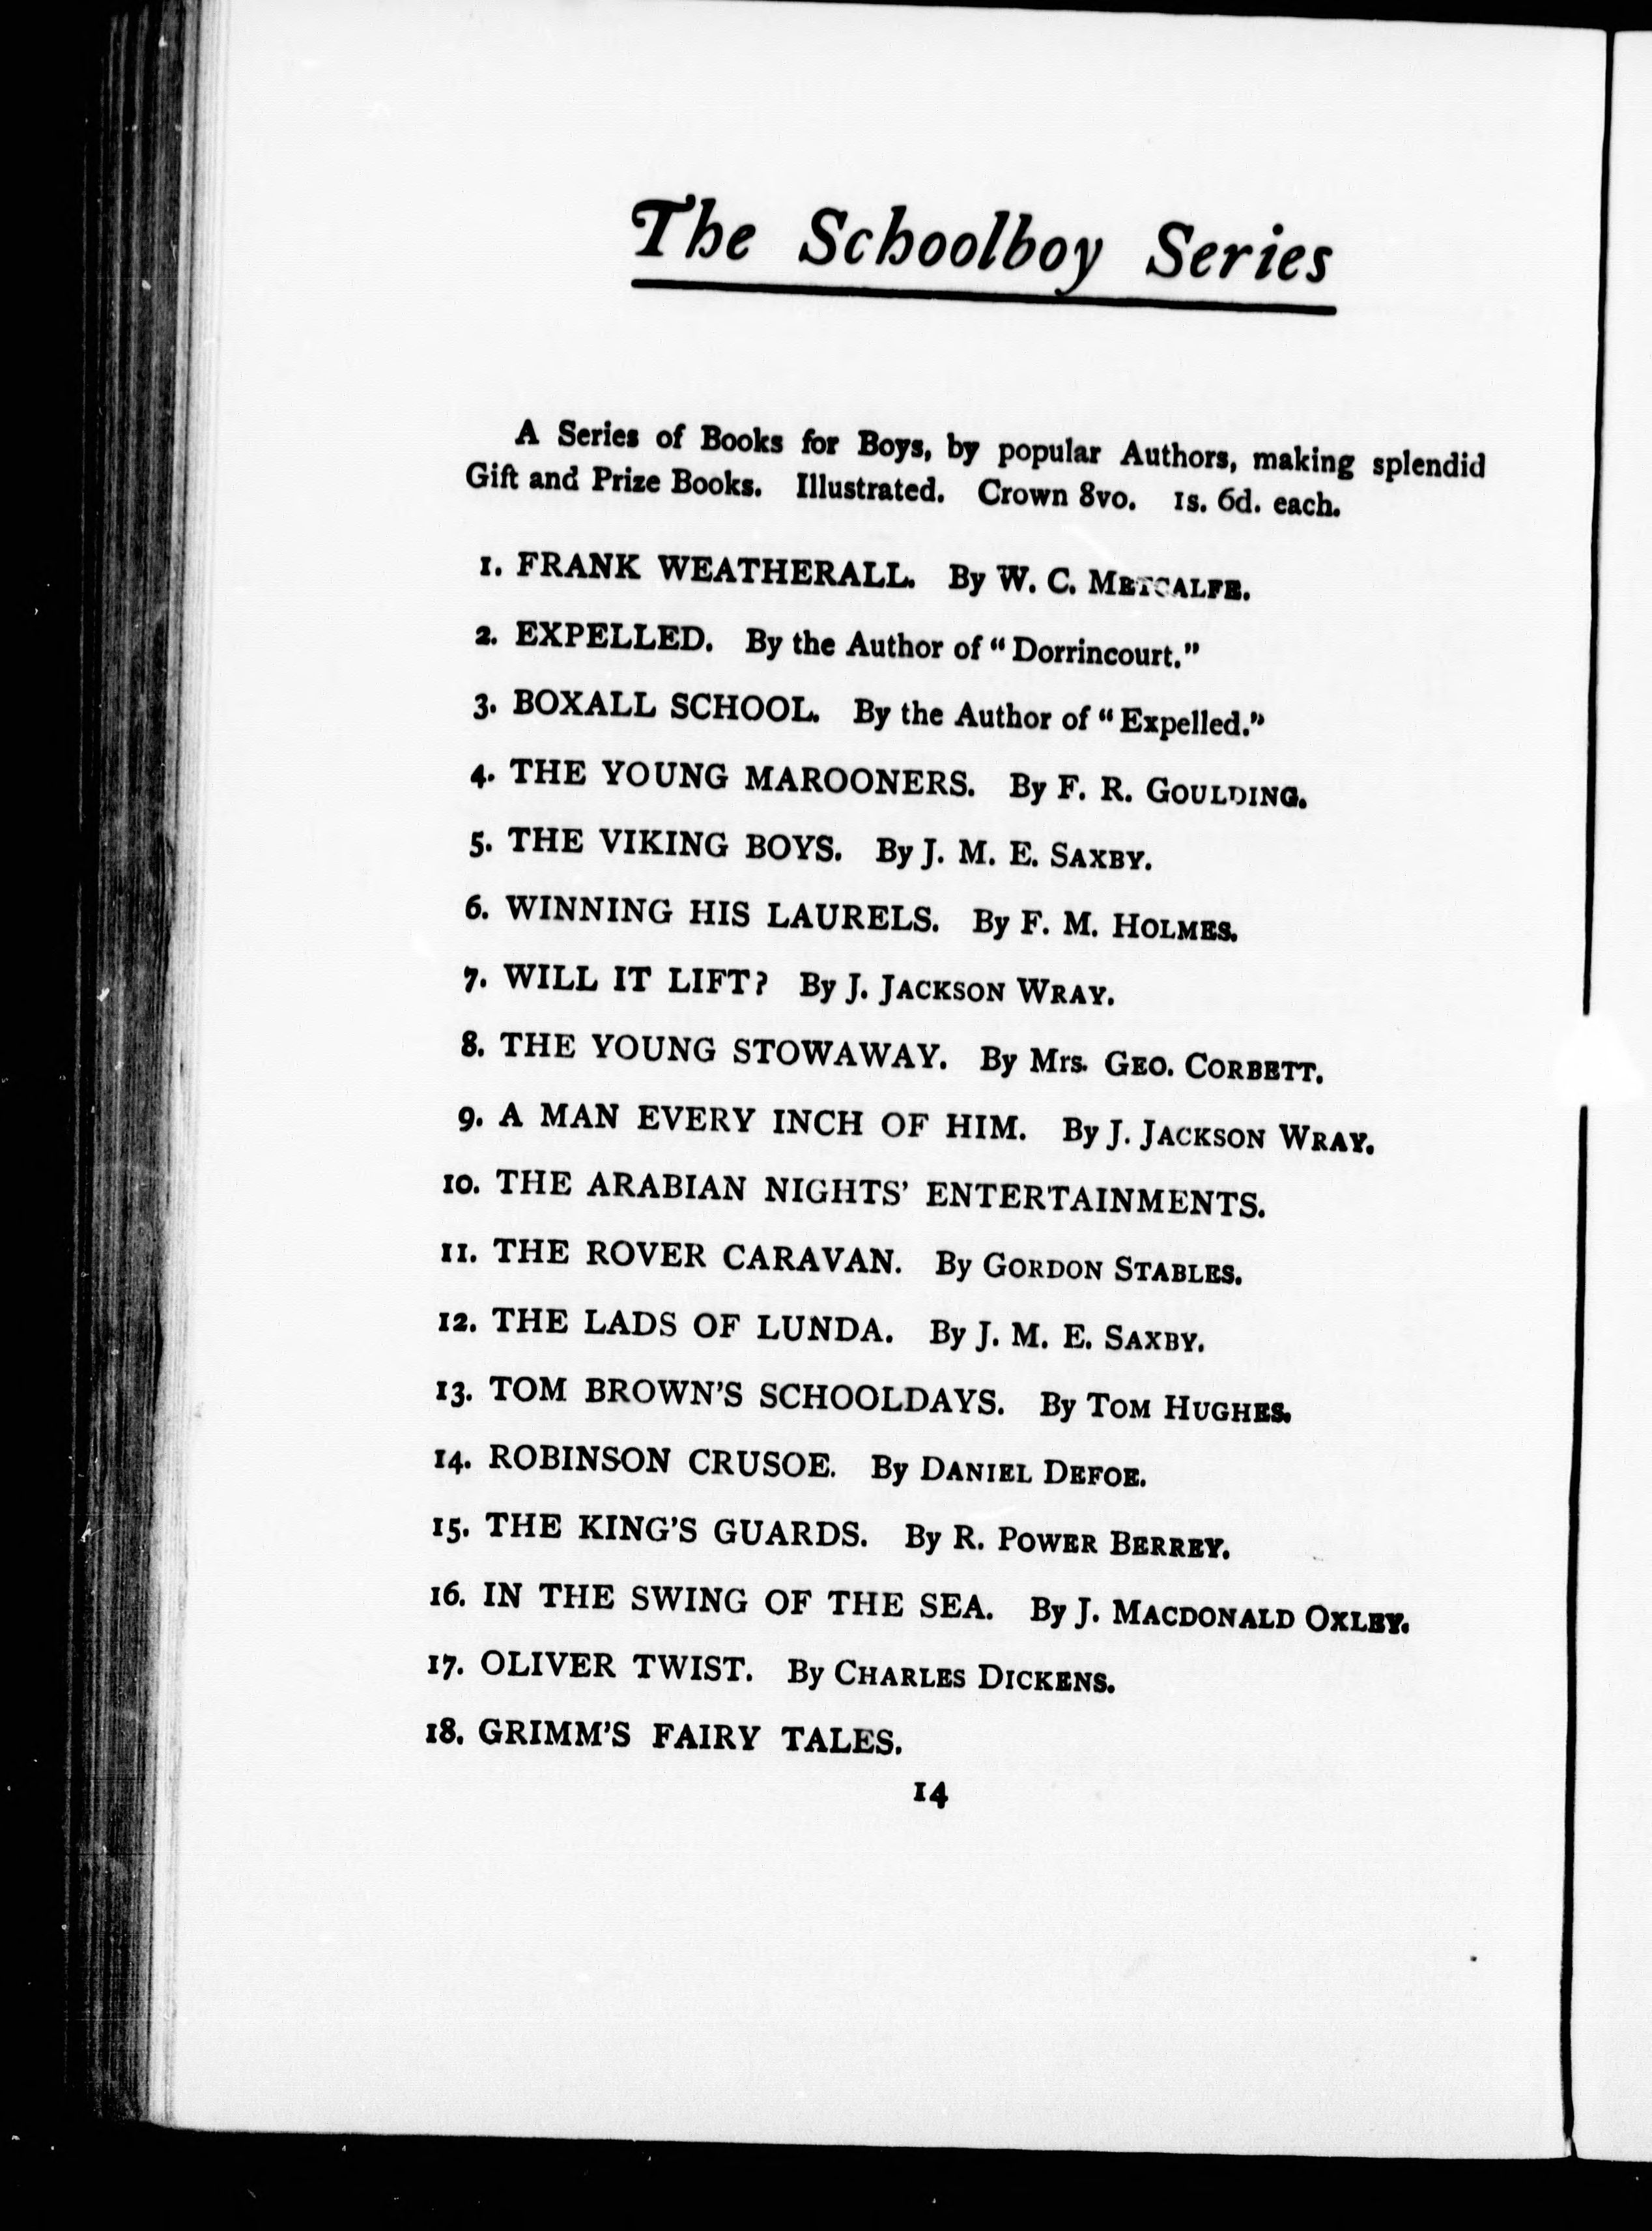 The Schoolboy Series
A Series of Books for Boys, by popular Authors, making splendid
Gift and Prize Books. Illustrated. Crown 8vo. 1s. 6d. each.
1. FRANK WEATHERALL. By W. C. METCALFE.
2. EXPELLED. By the Author of "Dorrincourt."
3. BOXALL SCHOOL. By the Author of "Expelled."
4. THE YOUNG MAROONERS. By F. R. GOULDING.
5. THE VIKING BOYS. By J. M. E. SAXBY.
6. WINNING HIS LAURELS. By F. M. HOLMES.
7. WILL IT LIFT? By J. JACKSON WRAY.
8. THE YOUNG STOWAWAY. By Mrs. GEO. CORBETT.
9. A MAN EVERY INCH OF HIM. By J. JACKSON WRAY.
10. THE ARABIAN NIGHTS' ENTERTAINMENTS.
11. THE ROVER CARAVAN. By GORDON STABLES.
12. THE LADS OF LUNDA. By J. M. E. SAXBY.
13. TOM BROWN'S SCHOOLDAYS. By TOM HUGHES.
14. ROBINSON CRUSOE. By DANIEL DEFOE.
15. THE KING'S GUARDS. By R. POWER BERREY.
16. IN THE SWING OF THE SEA. By J. MACDONALD OXLEY.
17. OLIVER TWIST. By CHARLES DICKENS.
18. GRIMM'S FAIRY TALES.
14